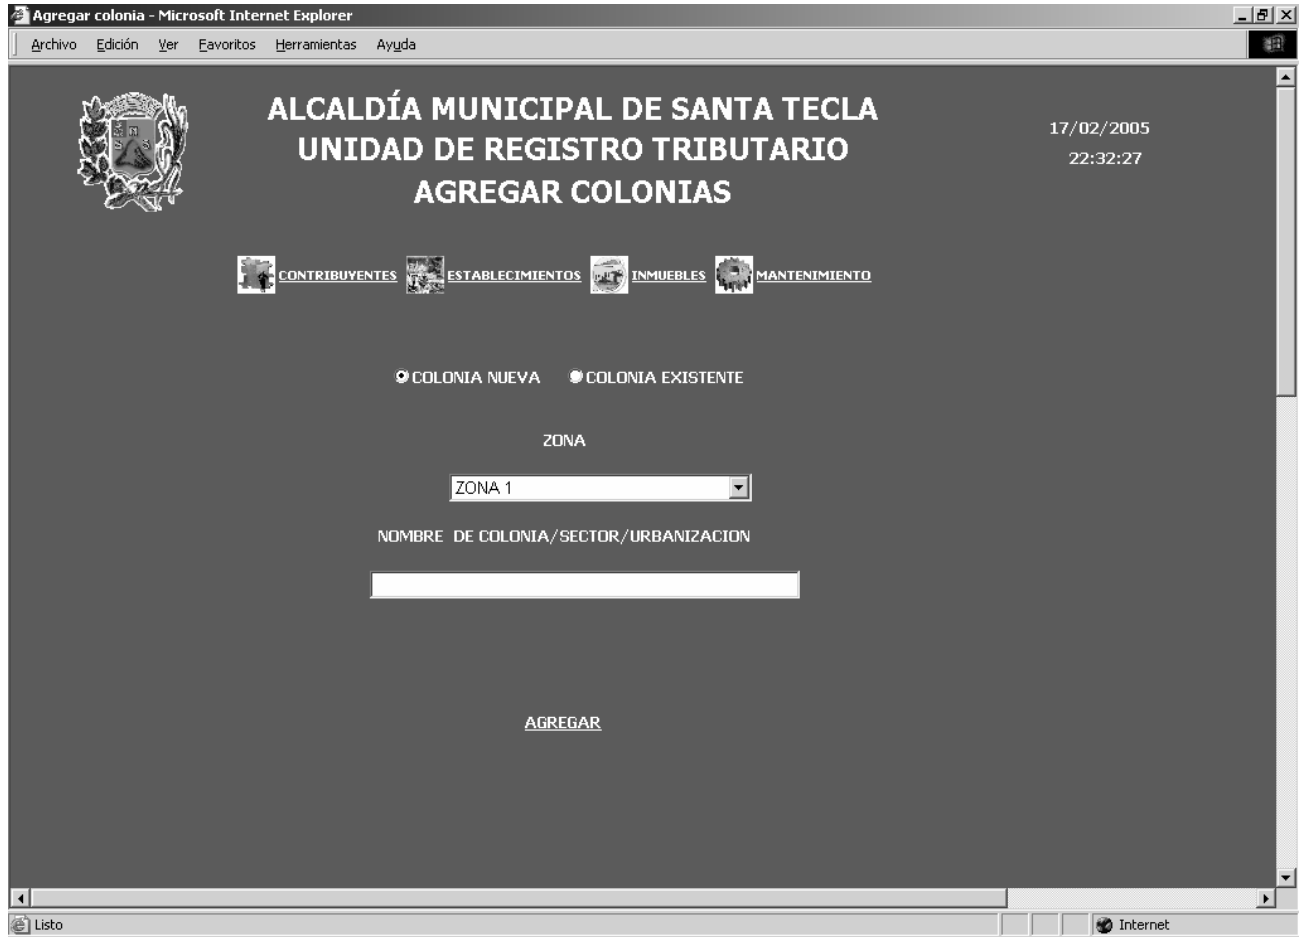 Agregar colonia - Microsoft Internet Explorer
Archivo Edición Ver Favoritos Herramientas Ayuda
ALCALDÍA MUNICIPAL DE SANTA TECLA
UNIDAD DE REGISTRO TRIBUTARIO
AGREGAR COLONIAS
17/02/2005
22:32:27
CONTRIBUYENTES ESTABLECIMIENTOS INMUEBLES MANTENIMIENTO
COLONIA NUEVA COLONIA EXISTENTE
ZONA
ZONA 1
NOMBRE DE COLONIA/SECTOR/URBANIZACION
AGREGAR
Listo Internet